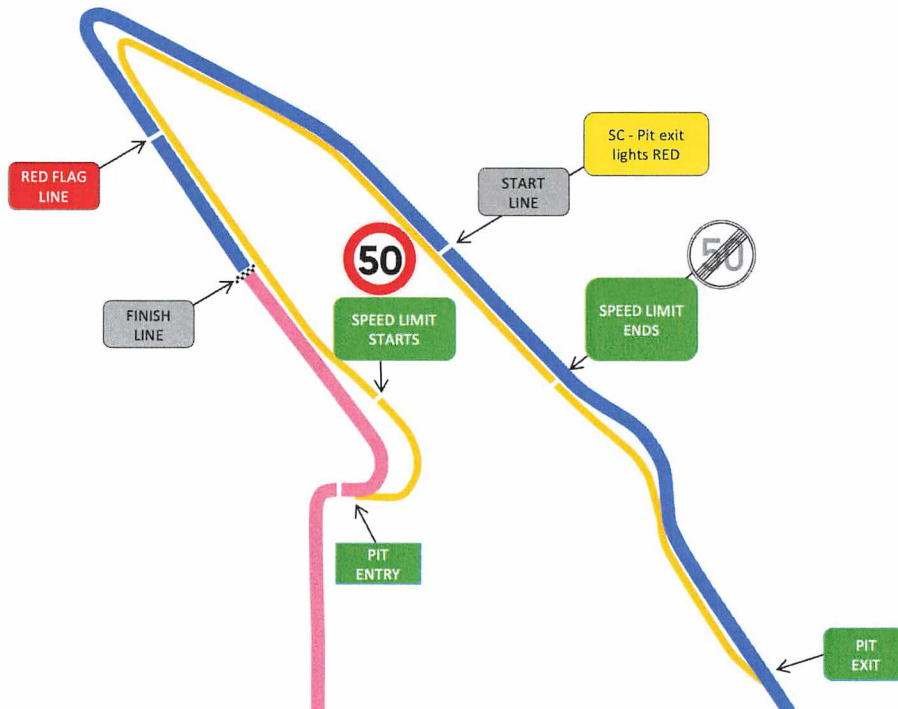 SC - Pit exit
lights RED
RED FLAG
LINE
START
LINE
50
50
FINISH
LINE
SPEED LIMIT
STARTS
SPEED LIMIT
ENDS
PIT
ENTRY
PIT
EXIT